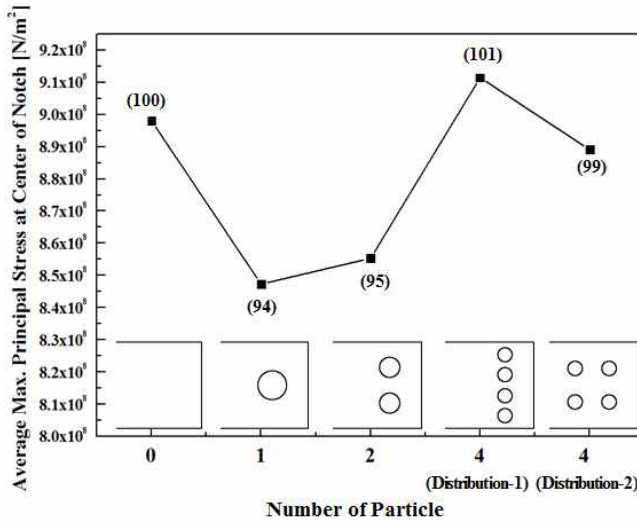 Average Max. Principal Stress at Center of Notch [N/m²]
9.2x10⁸
9.1x10⁸
9.0x10⁸
8.9x10⁸
8.8x10⁸
8.7x10⁸
8.6x10⁸
8.5x10⁸
8.4x10⁸
8.3x10⁸
8.2x10⁸
8.1x10⁸
8.0x10⁸
(100)
(94)
(95)
(101)
(99)
0 1 2 4 4
(Distribution-1) (Distribution-2)
Number of Particle